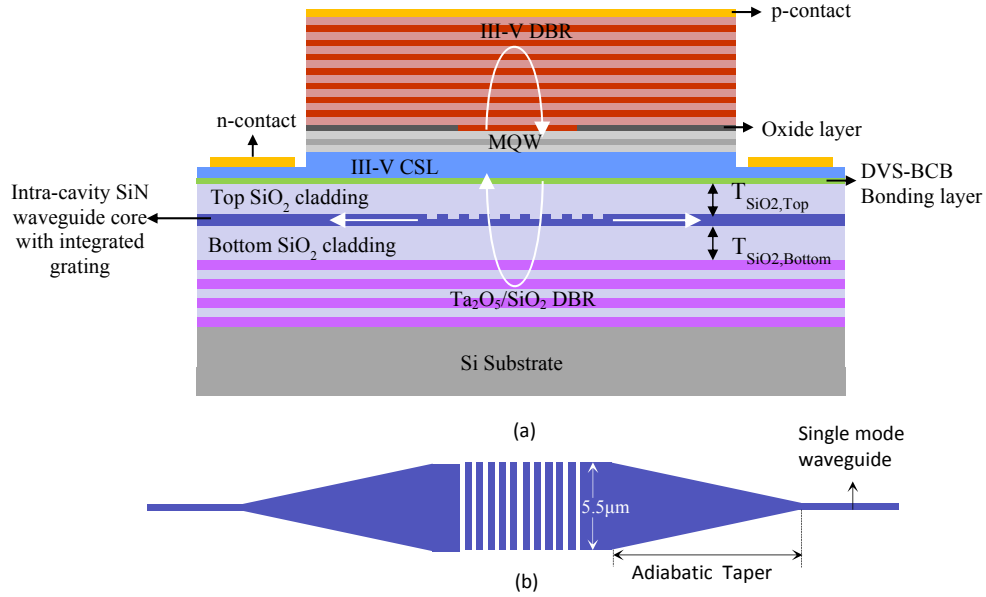 p-contact
III-V DBR
n-contact
Oxide layer
MQW
III-V CSL
DVS-BCB
Bonding layer
Intra-cavity SiN
waveguide core
with integrated
grating
Top SiO₂ cladding
T_SiO2,Top
Bottom SiO₂ cladding
T_SiO2,Bottom
Ta₂O₅/SiO₂ DBR
Si Substrate
(a)
Single mode
waveguide
5.5μm
Adiabatic Taper
(b)